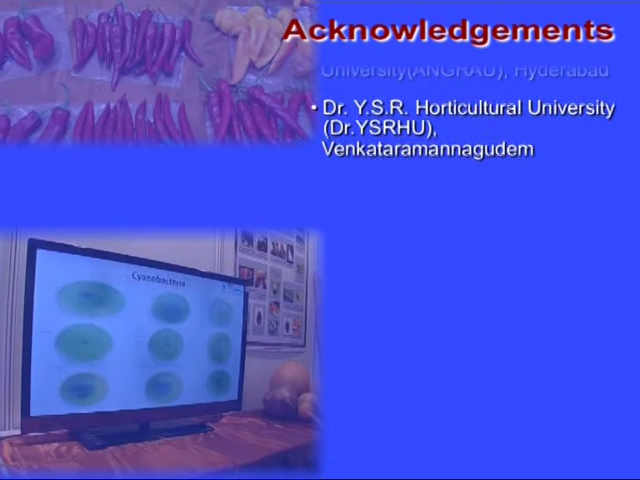 Acknowledgements
University(ANGRAU), Hyderabad
• Dr. Y.S.R. Horticultural University
(Dr.YSRHU),
Venkataramannagudem
Cyanobacteria